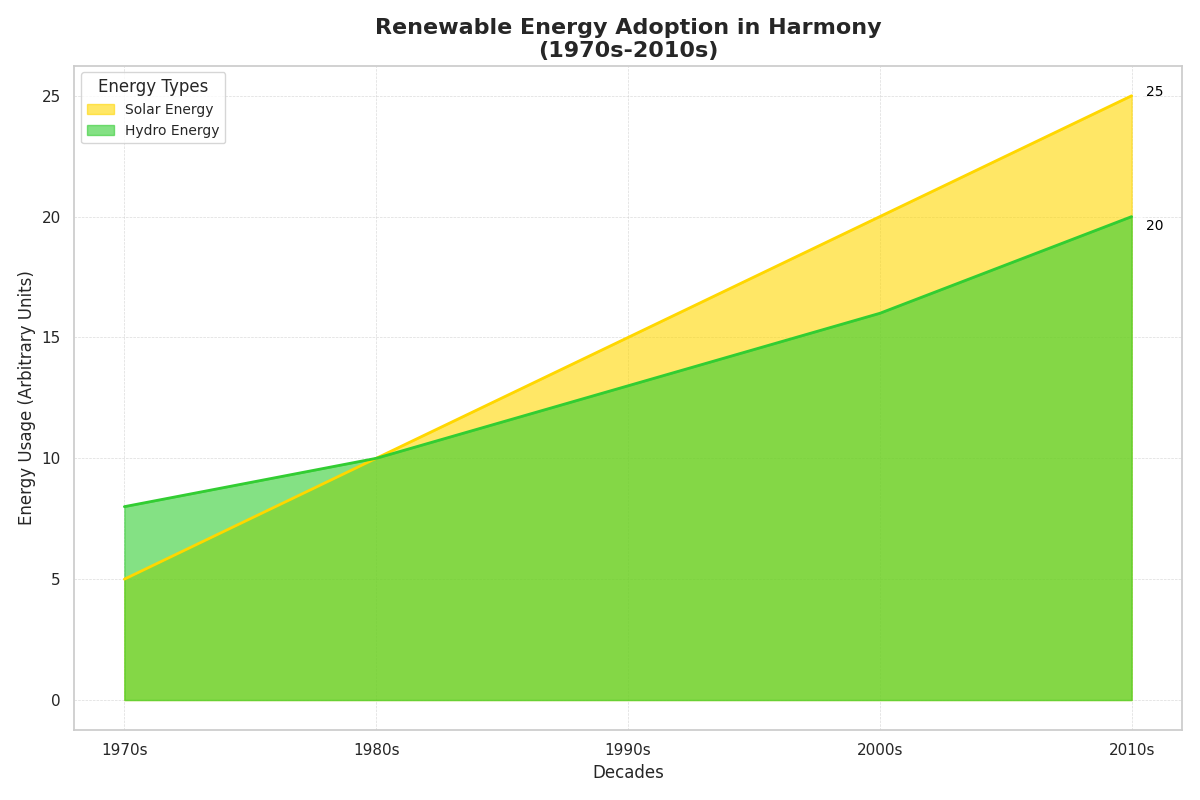 Renewable Energy Adoption in Harmony
(1970s-2010s)
Energy Types
Solar Energy
Hydro Energy
25
20
25
20
15
10
5
0
Energy Usage (Arbitrary Units)
1970s
1980s
1990s
2000s
2010s
Decades